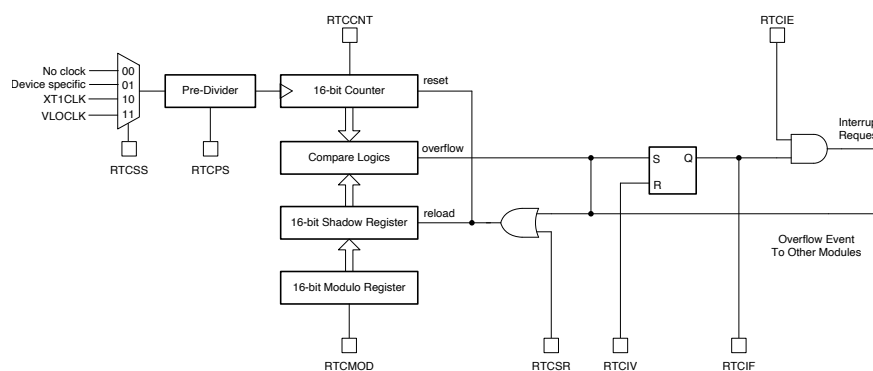 RTCCNT
RTCIE
No clock
Device specific
XT1CLK
VLOCLK
00
01
10
11
Pre-Divider
16-bit Counter
reset
Compare Logics
overflow
16-bit Shadow Register
reload
16-bit Modulo Register
S Q
R
Interrup
Reques
Overflow Event
To Other Modules
RTCSS
RTCPS
RTCMOD
RTCSR
RTCIV
RTCIF